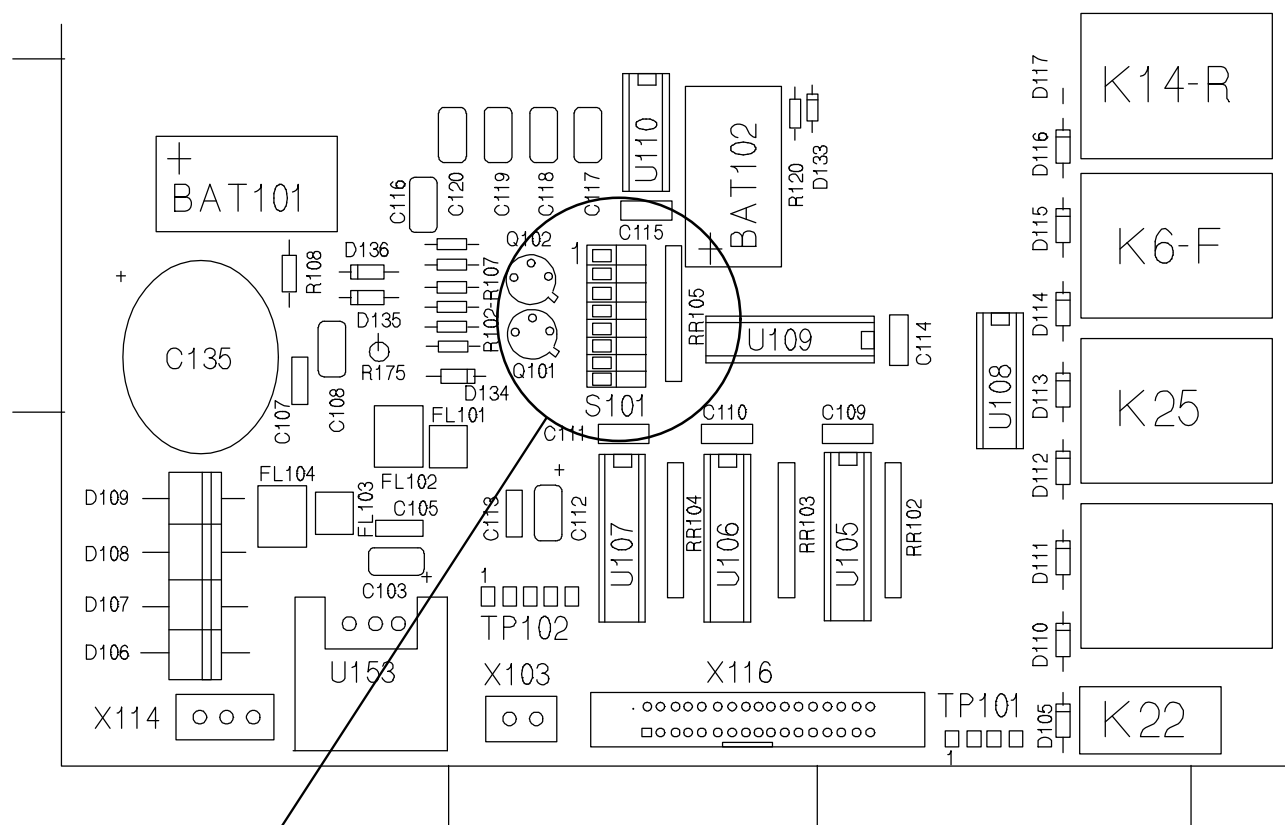 K14-R
D117
D116
U110
BAT102
R120
D133
+
BAT101
C116
C120
C119
C118
C117
C115
+
D115
K6-F
+
R108
D136
D135
R175
R102-R107
Q102
Q101
1
S101
RR105
U109
C114
U108
D114
D113
K25
C135
C107
C108
D134
FL101
FL102
C111
C110
C109
D112
D109
FL104
FL103
C105
C113
+
C112
U107
RR104
U106
RR103
U105
RR102
D108
D107
D106
C103
+
1
TP102
D111
D110
U153
X103
X116
X114
TP101
1
D105
K22